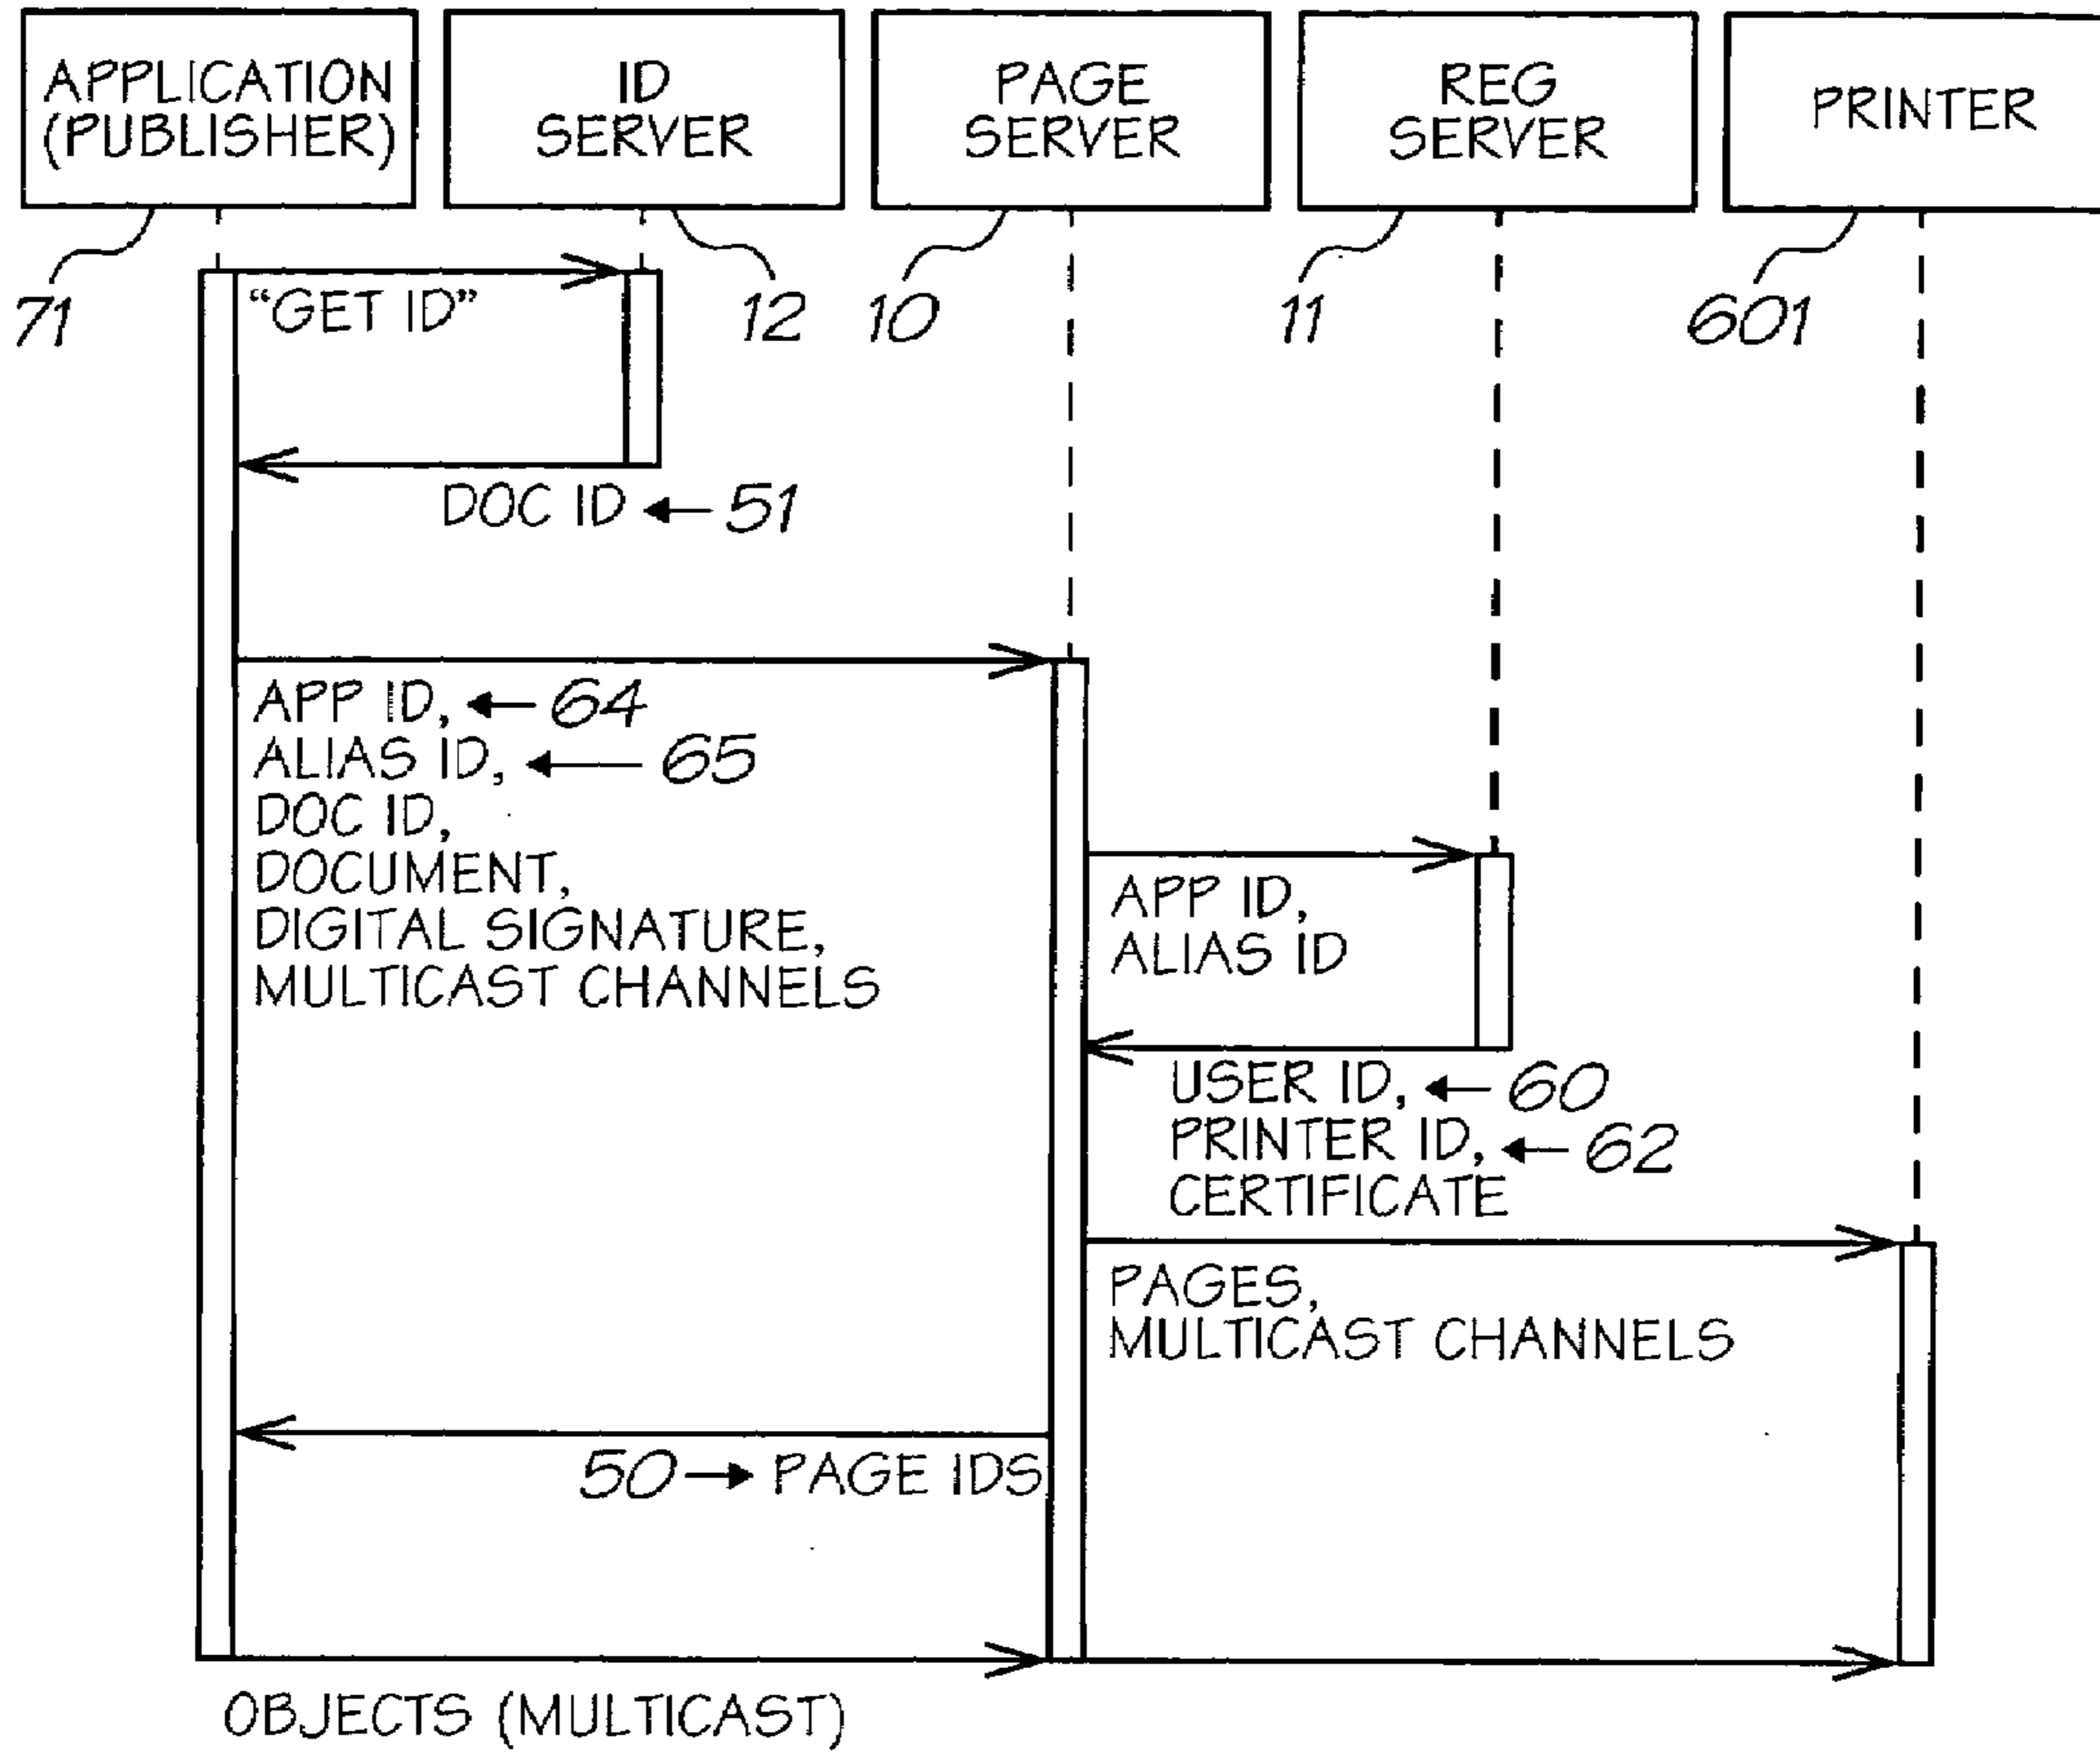 APPLICATION
(PUBLISHER)
ID
SERVER
PAGE
SERVER
REG
SERVER
PRINTER
71
12
10
11
601
“GET ID”
DOC ID
51
APP ID,
64
ALIAS ID,
65
DOC ID,
DOCUMENT,
DIGITAL SIGNATURE,
MULTICAST CHANNELS
APP ID,
ALIAS ID
USER ID,
60
PRINTER ID,
62
CERTIFICATE
PAGES,
MULTICAST CHANNELS
50
PAGE IDS
OBJECTS (MULTICAST)